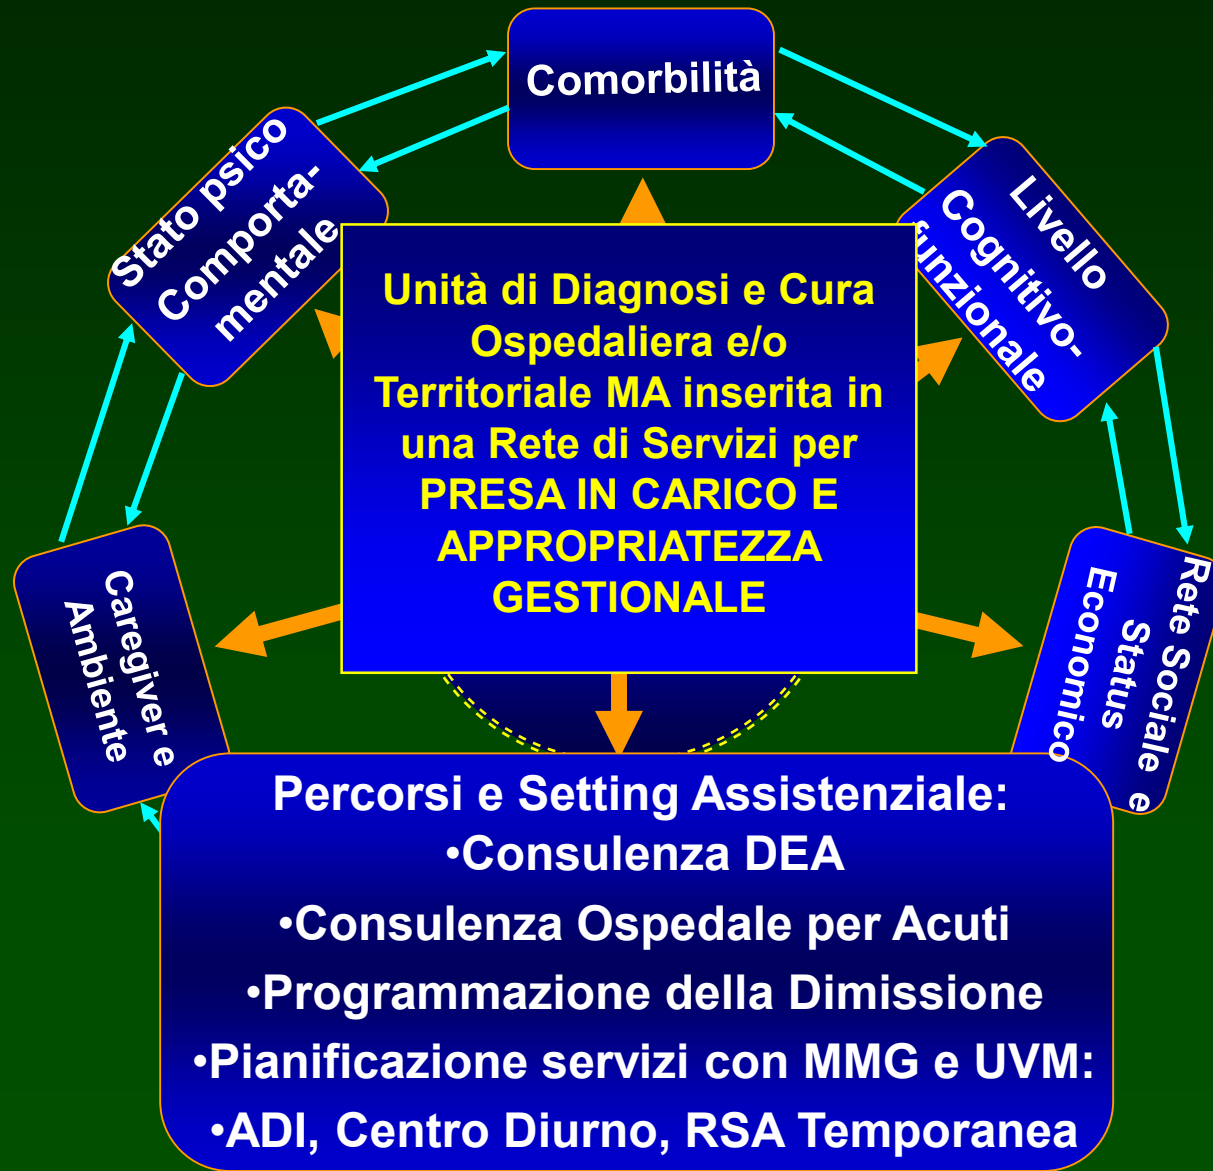 Comorbilità
Stato psico
Comporta-
mentale
Livello
Cognitivo-
funzionale
Unità di Diagnosi e Cura
Ospedaliera e/o
Territoriale MA inserita in
una Rete di Servizi per
PRESA IN CARICO E
APPROPRIATEZZA
GESTIONALE
Caregiver e
Ambiente
Rete Sociale e
Status
Economico
Percorsi e Setting Assistenziale:
•Consulenza DEA
•Consulenza Ospedale per Acuti
•Programmazione della Dimissione
•Pianificazione servizi con MMG e UVM:
•ADI, Centro Diurno, RSA Temporanea